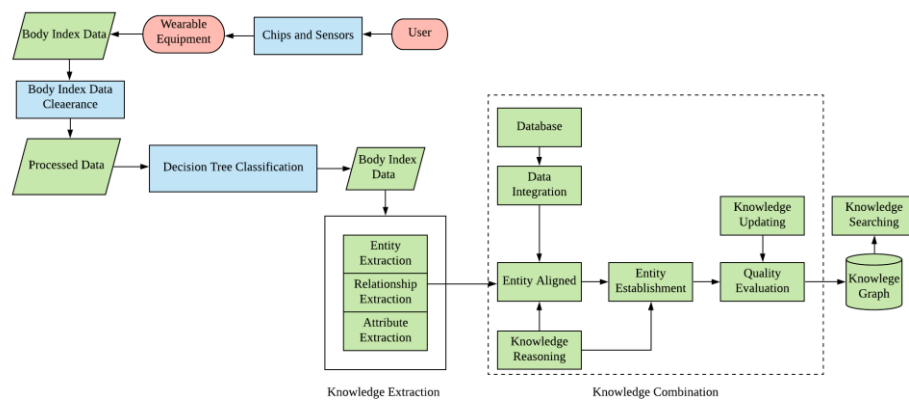 Body Index Data
Wearable
Equipment
Chips and Sensors
User
Body Index Data
Cleaerance
Processed Data
Decision Tree Classification
Body Index
Data
Entity
Extraction
Relationship
Extraction
Attribute
Extraction
Knowledge Extraction
Database
Data
Integration
Entity Aligned
Knowledge
Reasoning
Entity
Establishment
Knowledge
Updating
Quality
Evaluation
Knowledge Combination
Knowledge
Searching
Knowlege
Graph